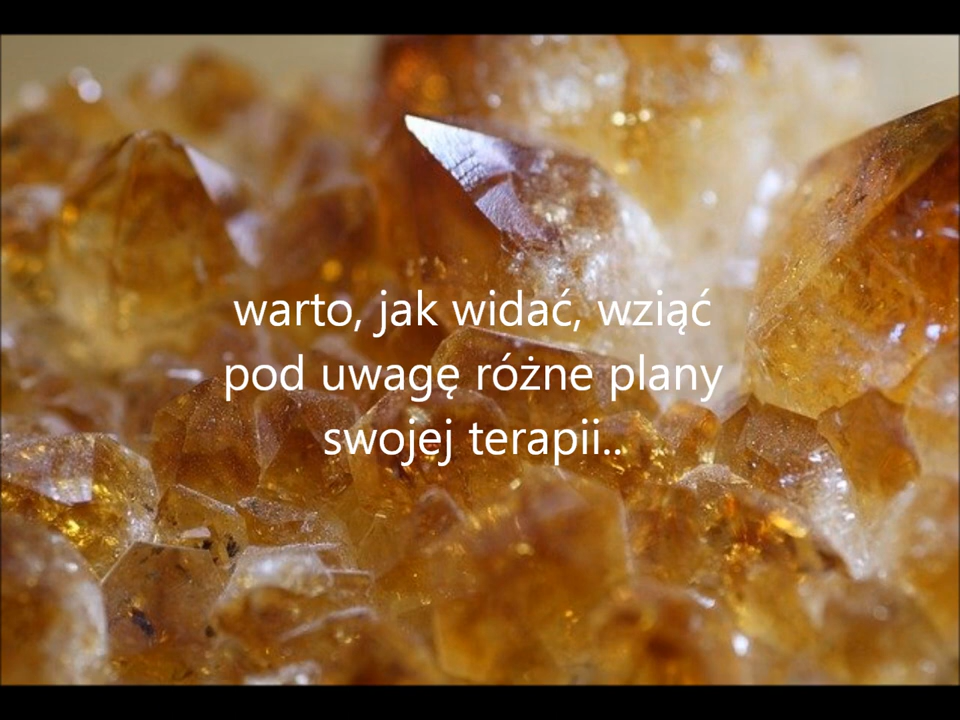 warto, jak widać, wziąć
pod uwagę różne plany
swojej terapii..